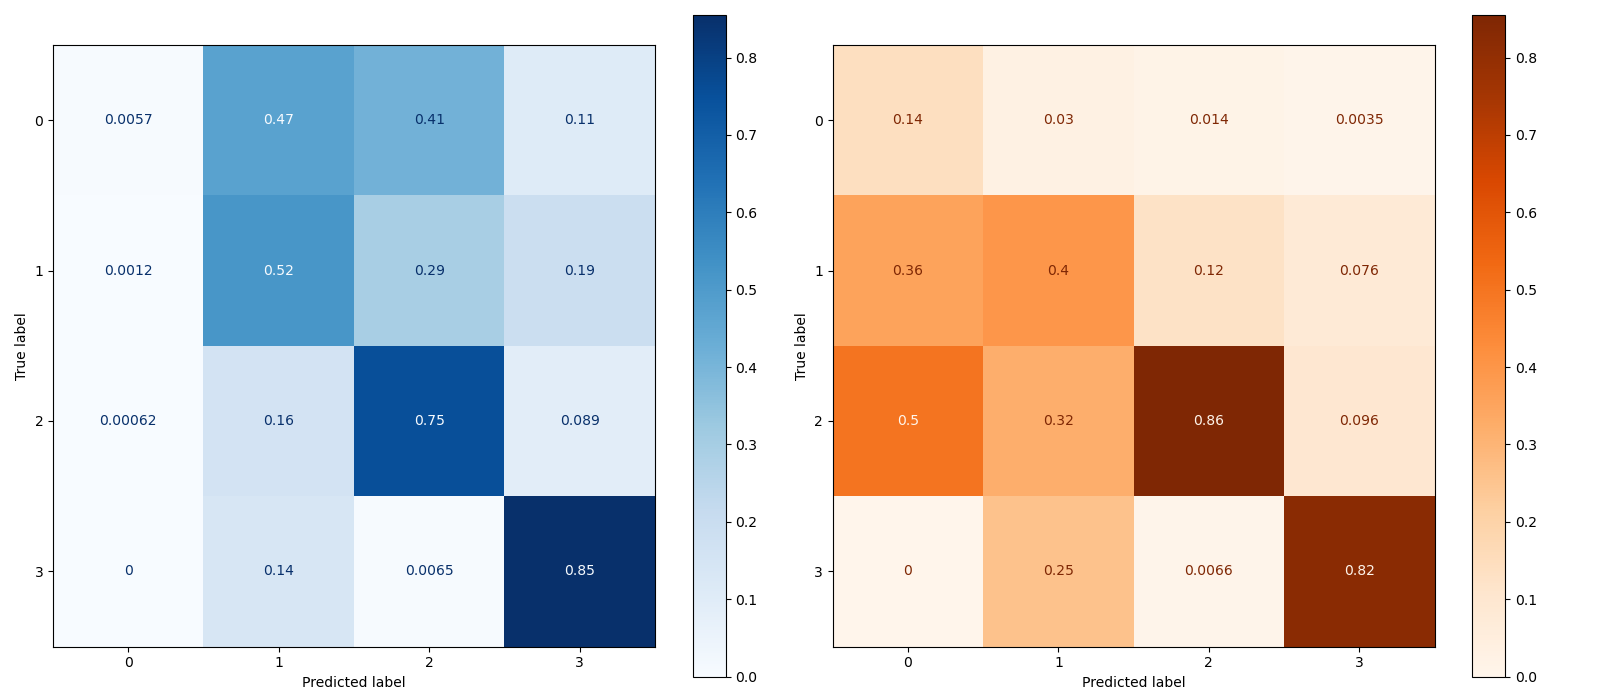 0.8
0.7
0.6
0.5
0.4
0.3
0.2
0.1
0.0
True label
0 0.0057 0.47 0.41 0.11
1 0.0012 0.52 0.29 0.19
2 0.00062 0.16 0.75 0.089
3 0 0.14 0.0065 0.85
0 1 2 3
Predicted label
0.8
0.7
0.6
0.5
0.4
0.3
0.2
0.1
0.0
True label
0 0.14 0.03 0.014 0.0035
1 0.36 0.4 0.12 0.076
2 0.5 0.32 0.86 0.096
3 0 0.25 0.0066 0.82
0 1 2 3
Predicted label